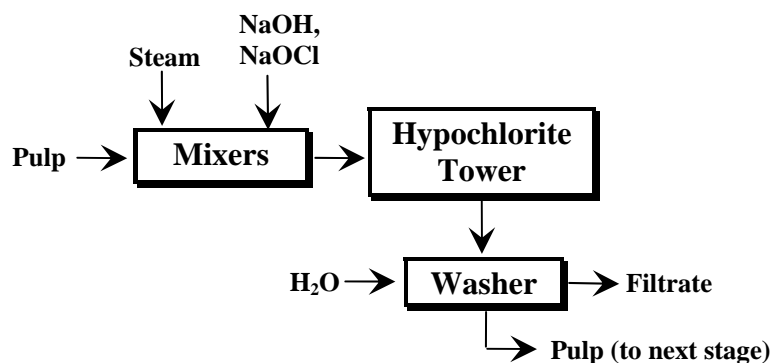 NaOH,
NaOCl
Steam
Pulp
Mixers
Hypochlorite
Tower
H₂O
Washer
Filtrate
Pulp (to next stage)